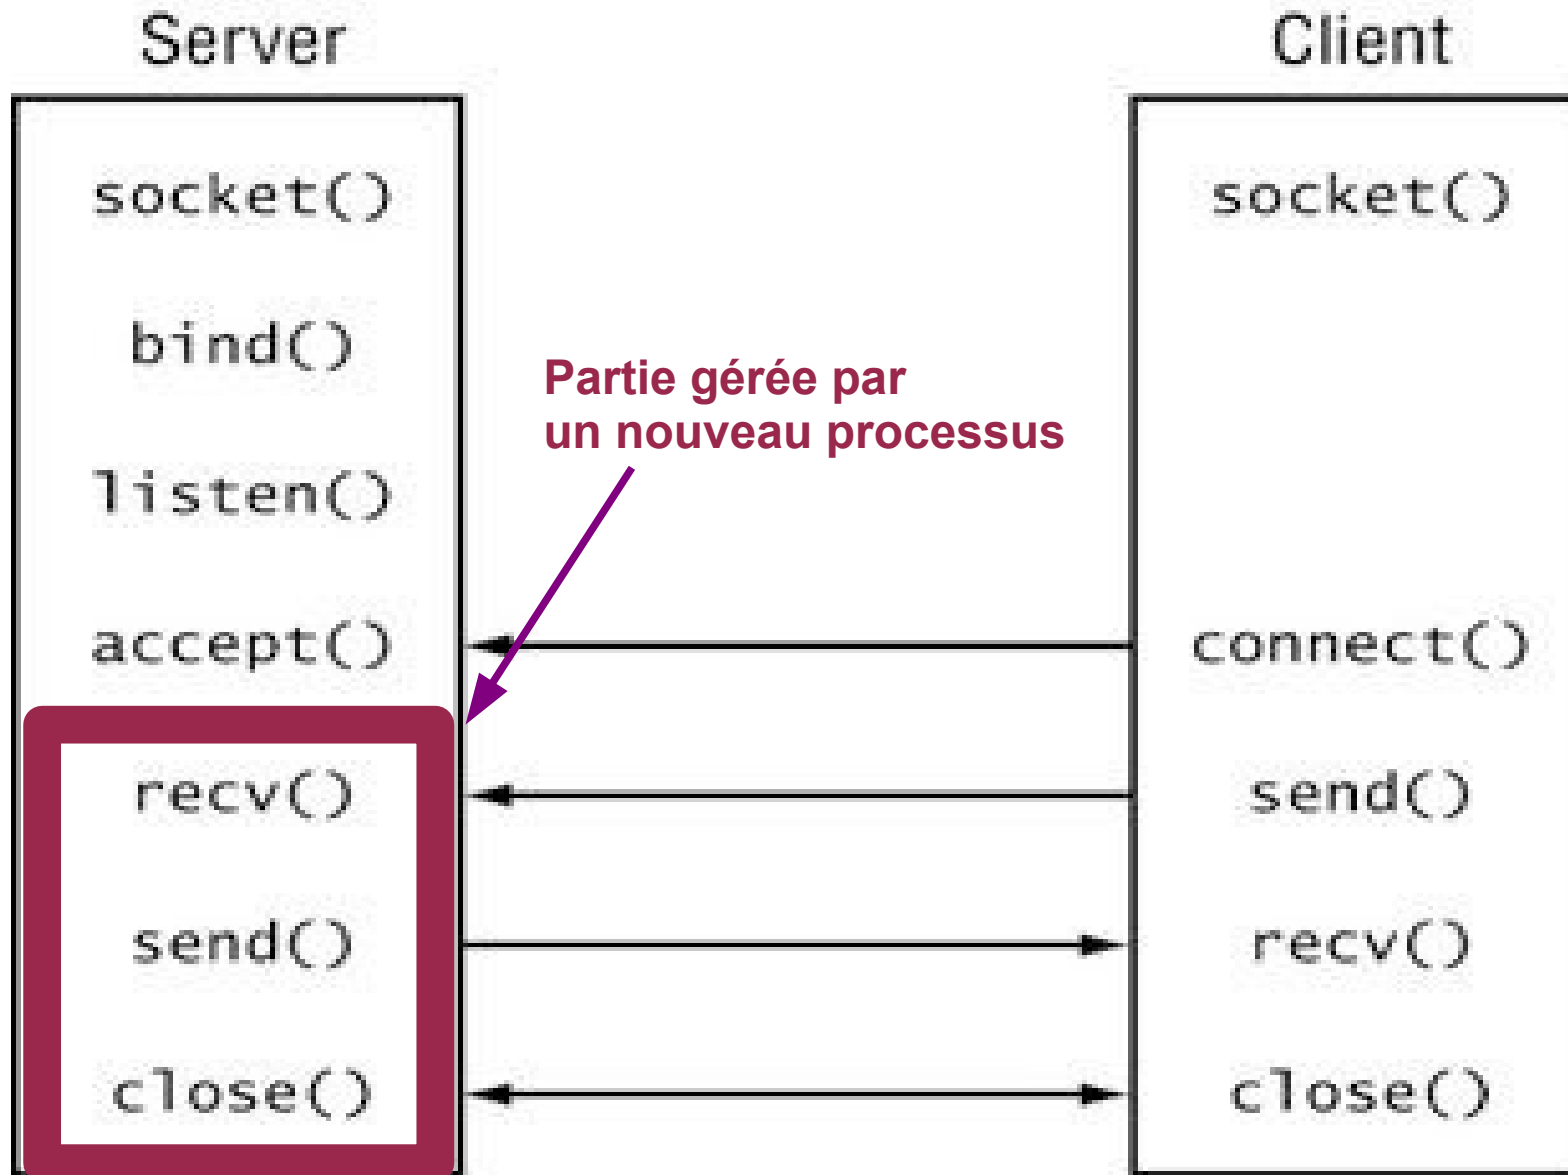 Server
Client
socket()
socket()
bind()
Partie gérée par
un nouveau processus
listen()
accept()
connect()
recv()
send()
send()
recv()
close()
close()